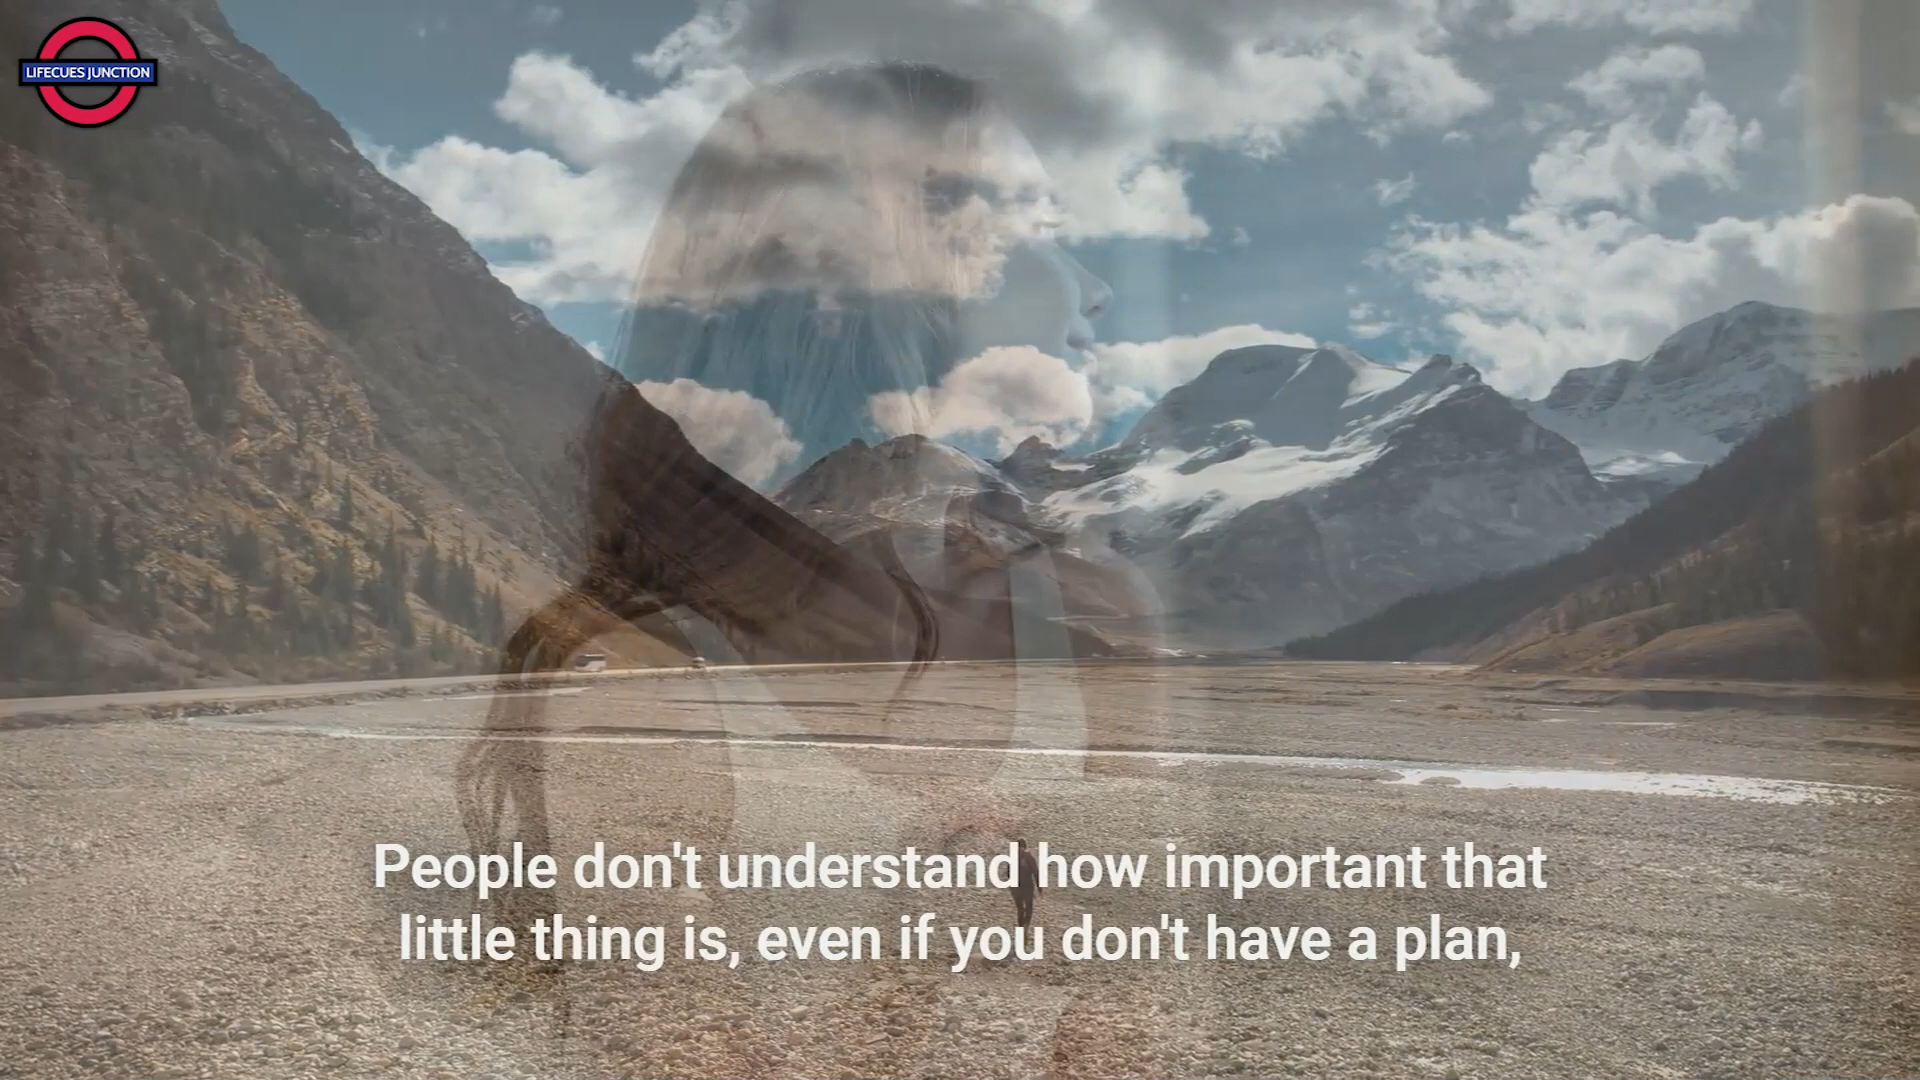 LIFECUES JUNCTION
People don't understand how important that
little thing is, even if you don't have a plan,